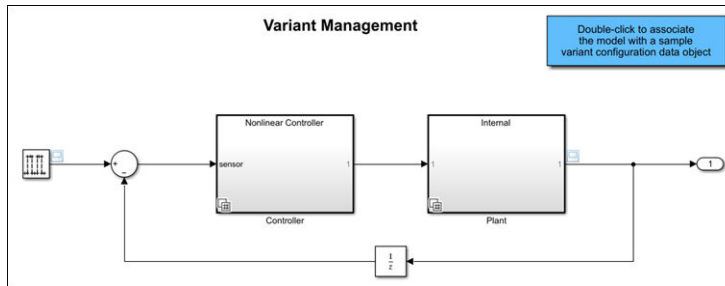 Variant Management
Double-click to associate
the model with a sample
variant configuration data object
Nonlinear Controller
Internal
+
−
sensor
1
1
1
1
Controller
Plant
1
z